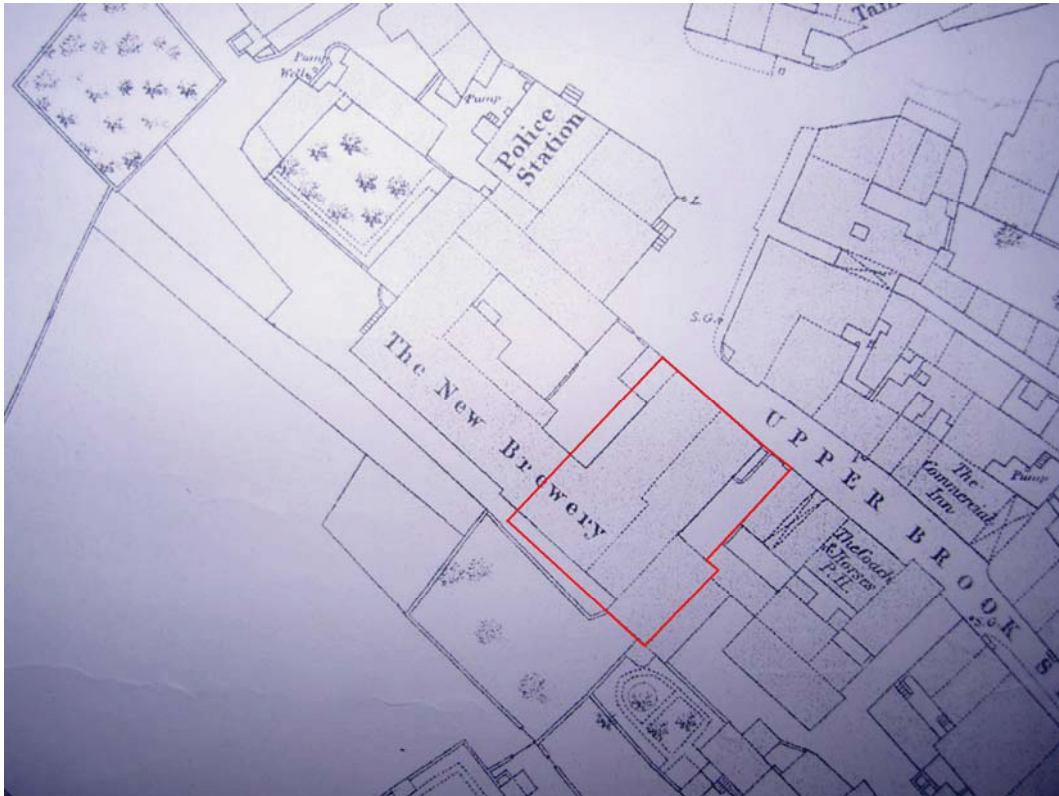 Pump
Well
Pump
Police
Station
L
The New Brewery
S.G.
UPPER BROOK S
The
Commercial
Inn
Pump
The Coach
& Horses
P.H.
S.G.